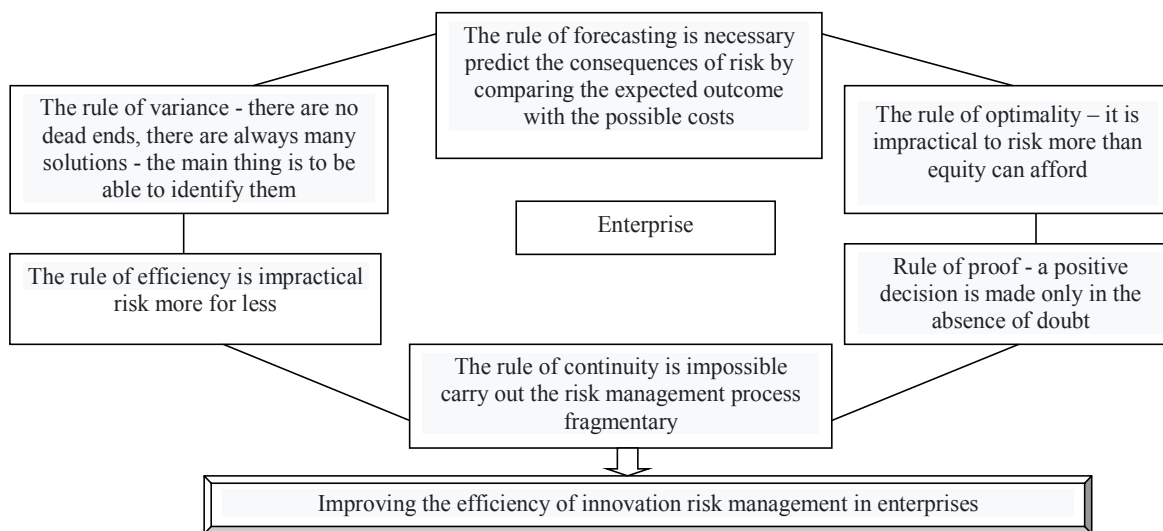 The rule of forecasting is necessary
predict the consequences of risk by
comparing the expected outcome
with the possible costs
The rule of variance - there are no
dead ends, there are always many
solutions - the main thing is to be
able to identify them
The rule of optimality – it is
impractical to risk more than
equity can afford
Enterprise
The rule of efficiency is impractical
risk more for less
Rule of proof - a positive
decision is made only in the
absence of doubt
The rule of continuity is impossible
carry out the risk management process
fragmentary
Improving the efficiency of innovation risk management in enterprises